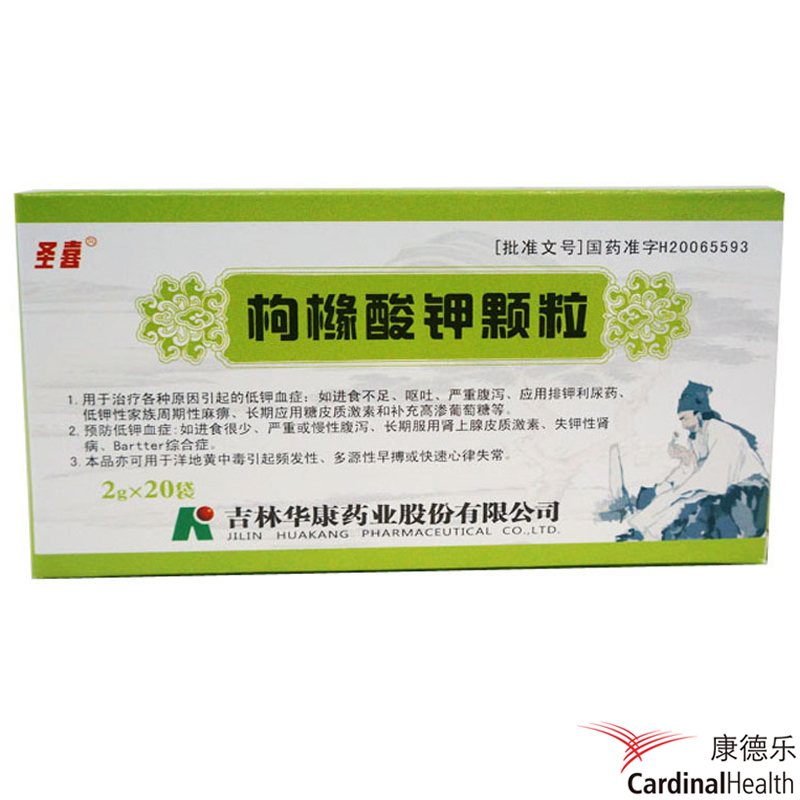 圣喜®
[批准文号]国药准字H20065593
枸橼酸钾颗粒
1. 用于治疗各种原因引起的低钾血症：如进食不足、呕吐、严重腹泻、应用排钾利尿药、
低钾性家族周期性麻痹、长期应用糖皮质激素和补充高渗葡萄糖等。
2. 预防低钾血症:如进食很少、严重或慢性腹泻、长期服用肾上腺皮质激素、失钾性肾
病、Bartter综合症。
3. 本品亦可用于洋地黄中毒引起频发性、多源性早搏或快速心律失常。
2g×20袋
吉林华康药业股份有限公司
JILIN HUAKANG PHARMACEUTICAL CO.,LTD.
康德乐
CardinalHealth